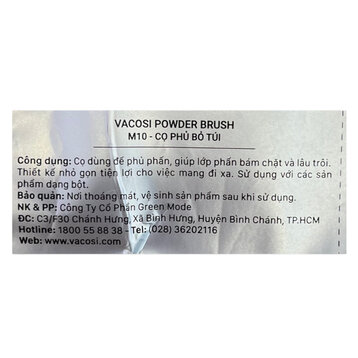 VACOSI POWDER BRUSH
M10 - CỌ PHỦ BỎ TÚI
Công dụng: Cọ dùng để phủ phấn, giúp lớp phấn bám chặt và lâu trôi.
Thiết kế nhỏ gọn tiện lợi cho việc mang đi xa. Sử dụng với các sản
phẩm dạng bột.
Bảo quản: Nơi thoáng mát, vệ sinh sản phẩm sau khi sử dụng.
NK & PP: Công Ty Cổ Phần Green Mode
ĐC: C3/F30 Chánh Hưng, Xã Bình Hưng, Huyện Bình Chánh, TP.HCM
Hotline: 1800 55 88 38 - Tel: (028) 36202116
Web: www.vacosi.com